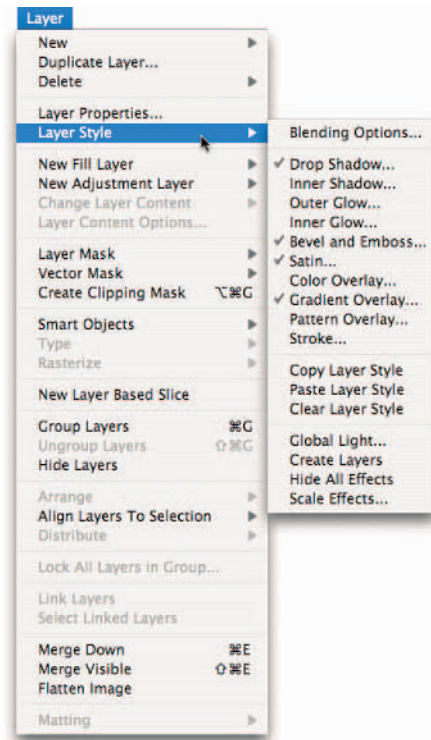 Layer
New
Duplicate Layer...
Delete
Layer Properties...
Layer Style
New Fill Layer
New Adjustment Layer
Change Layer Content
Layer Content Options...
Layer Mask
Vector Mask
Create Clipping Mask ⌥⌘G
Smart Objects
Type
Rasterize
New Layer Based Slice
Group Layers ⌘G
Ungroup Layers ⇧⌘G
Hide Layers
Arrange
Align Layers To Selection
Distribute
Lock All Layers in Group...
Link Layers
Select Linked Layers
Merge Down ⌘E
Merge Visible ⇧⌘E
Flatten Image
Matting
Blending Options...
✓ Drop Shadow...
Inner Shadow...
Outer Glow...
Inner Glow...
✓ Bevel and Emboss...
✓ Satin...
Color Overlay...
✓ Gradient Overlay...
Pattern Overlay...
Stroke...
Copy Layer Style
Paste Layer Style
Clear Layer Style
Global Light...
Create Layers
Hide All Effects
Scale Effects...